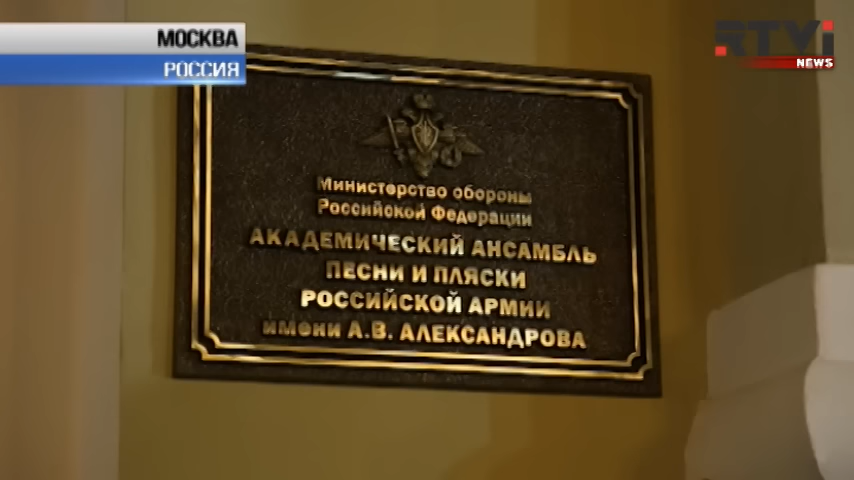 МОСКВА
РОССИЯ
RTVi
NEWS
Министерство обороны
Российской Федерации
АКАДЕМИЧЕСКИЙ АНСАМБЛЬ
ПЕСНИ И ПЛЯСКИ
РОССИЙСКОЙ АРМИИ
имени А.В. АЛЕКСАНДРОВА